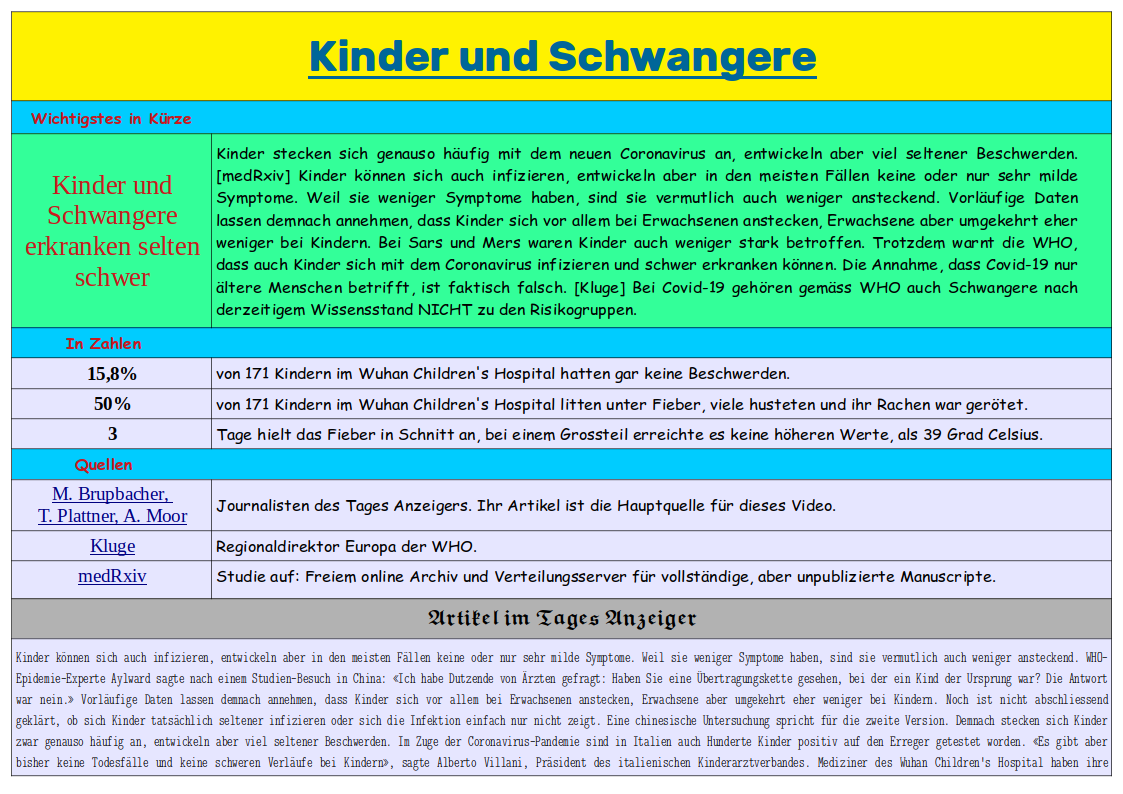 Kinder und Schwangere
Wichtigstes in Kürze
Kinder und
Schwangere
erkranken selten
schwer
Kinder stecken sich genauso häufig mit dem neuen Coronavirus an, entwickeln aber viel seltener Beschwerden.
[medRxiv] Kinder können sich auch infizieren, entwickeln aber in den meisten Fällen keine oder nur sehr milde
Symptome. Weil sie weniger Symptome haben, sind sie vermutlich auch weniger ansteckend. Vorläufige Daten
lassen demnach annehmen, dass Kinder sich vor allem bei Erwachsenen anstecken, Erwachsene aber umgekehrt eher
weniger bei Kindern. Bei Sars und Mers waren Kinder auch weniger stark betroffen. Trotzdem warnt die WHO,
dass auch Kinder sich mit dem Coronavirus infizieren und schwer erkranken können. Die Annahme, dass Covid-19 nur
ältere Menschen betrifft, ist faktisch falsch. [Kluge] Bei Covid-19 gehören gemäss WHO auch Schwangere nach
derzeitigem Wissensstand NICHT zu den Risikogruppen.
In Zahlen
15,8% von 171 Kindern im Wuhan Children's Hospital hatten gar keine Beschwerden.
50% von 171 Kindern im Wuhan Children's Hospital litten unter Fieber, viele husteten und ihr Rachen war gerötet.
3 Tage hielt das Fieber in Schnitt an, bei einem Grossteil erreichte es keine höheren Werte, als 39 Grad Celsius.
Quellen
M. Brupbacher,
T. Plattner, A. Moor
Journalisten des Tages Anzeigers. Ihr Artikel ist die Hauptquelle für dieses Video.
Kluge Regionaldirektor Europa der WHO.
medRxiv Studie auf: Freiem online Archiv und Verteilungsserver für vollständige, aber unpublizierte Manuscripte.
Artikel im Tages Anzeiger
Kinder können sich auch infizieren, entwickeln aber in den meisten Fällen keine oder nur sehr milde Symptome. Weil sie weniger Symptome haben, sind sie vermutlich auch weniger ansteckend. WHO-
Epidemie-Experte Aylward sagte nach einem Studien-Besuch in China: «Ich habe Dutzende von Ärzten gefragt: Haben Sie eine Übertragungskette gesehen, bei der ein Kind der Ursprung war? Die Antwort
war nein.» Vorläufige Daten lassen demnach annehmen, dass Kinder sich vor allem bei Erwachsenen anstecken, Erwachsene aber umgekehrt eher weniger bei Kindern. Noch ist nicht abschliessend
geklärt, ob sich Kinder tatsächlich seltener infizieren oder sich die Infektion einfach nur nicht zeigt. Eine chinesische Untersuchung spricht für die zweite Version. Demnach stecken sich Kinder
zwar genauso häufig an, entwickeln aber viel seltener Beschwerden. Im Zuge der Coronavirus-Pandemie sind in Italien auch Hunderte Kinder positiv auf den Erreger getestet worden. «Es gibt aber
bisher keine Todesfälle und keine schweren Verläufe bei Kindern», sagte Alberto Villani, Präsident des italienischen Kinderarztverbandes. Mediziner des Wuhan Children's Hospital haben ihre